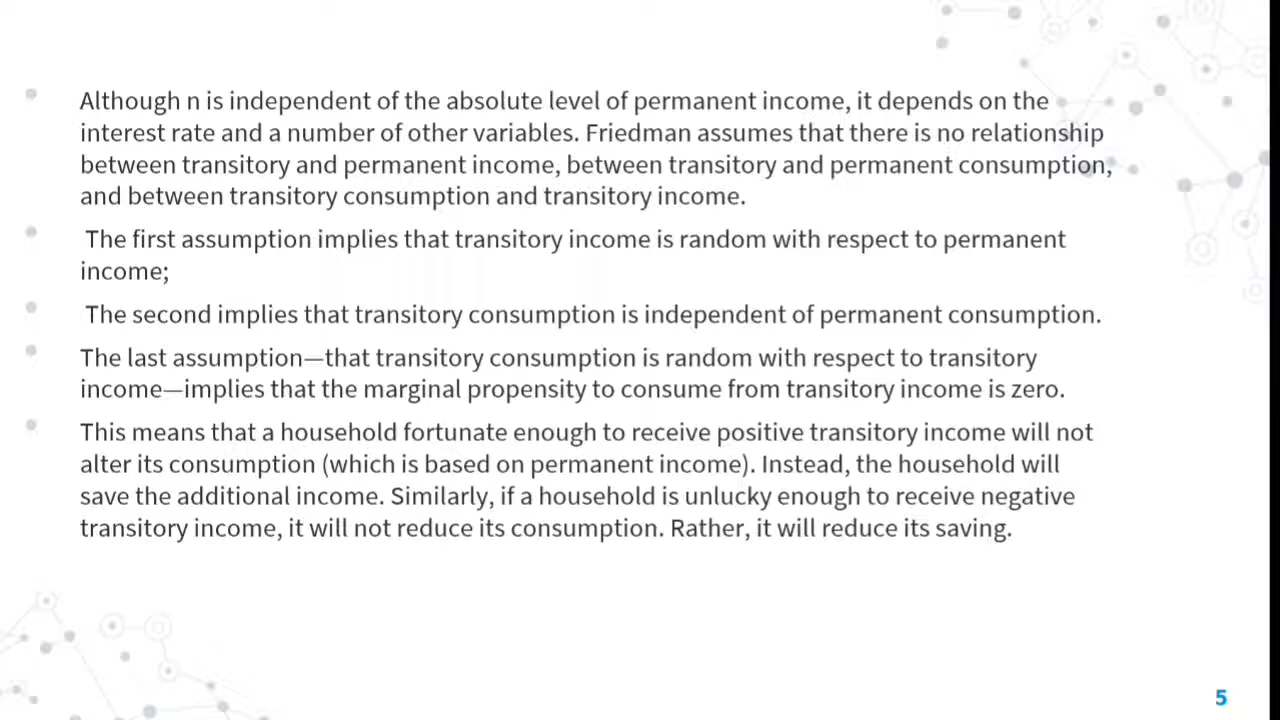 Although n is independent of the absolute level of permanent income, it depends on the
interest rate and a number of other variables. Friedman assumes that there is no relationship
between transitory and permanent income, between transitory and permanent consumption,
and between transitory consumption and transitory income.
The first assumption implies that transitory income is random with respect to permanent
income;
The second implies that transitory consumption is independent of permanent consumption.
The last assumption—that transitory consumption is random with respect to transitory
income—implies that the marginal propensity to consume from transitory income is zero.
This means that a household fortunate enough to receive positive transitory income will not
alter its consumption (which is based on permanent income). Instead, the household will
save the additional income. Similarly, if a household is unlucky enough to receive negative
transitory income, it will not reduce its consumption. Rather, it will reduce its saving.
5